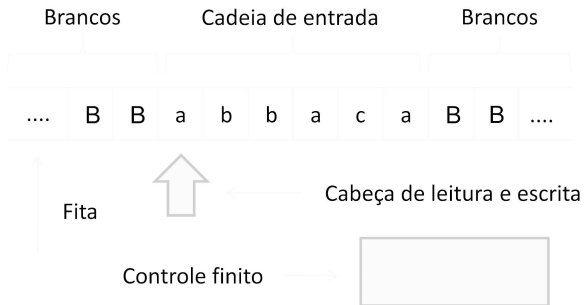 Brancos Cadeia de entrada Brancos
.... B B a b b a c a B B ....
Cabeça de leitura e escrita
Fita
Controle finito